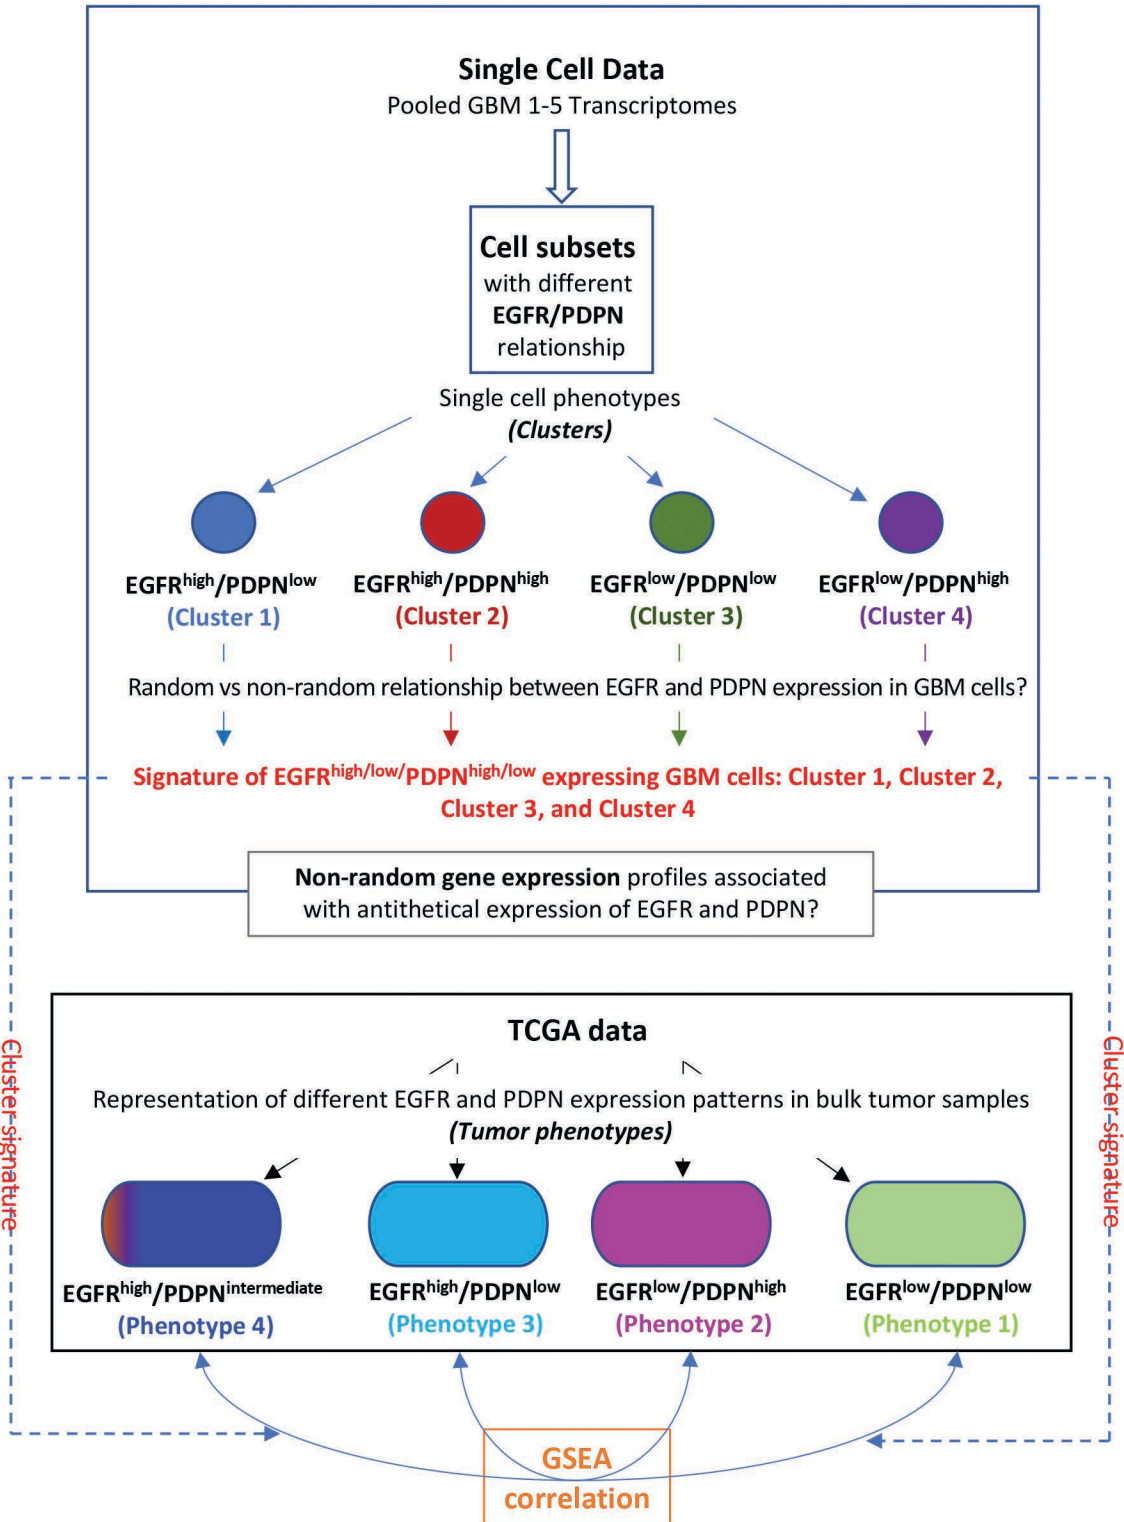 Single Cell Data
Pooled GBM 1-5 Transcriptomes
Cell subsets
with different
EGFR/PDPN
relationship
Single cell phenotypes
(Clusters)
EGFRhigh/PDPNlow
(Cluster 1)
EGFRhigh/PDPNhigh
(Cluster 2)
EGFRlow/PDPNlow
(Cluster 3)
EGFRlow/PDPNhigh
(Cluster 4)
Random vs non-random relationship between EGFR and PDPN expression in GBM cells?
Signature of EGFRhigh/low/PDPNhigh/low expressing GBM cells: Cluster 1, Cluster 2,
Cluster 3, and Cluster 4
Non-random gene expression profiles associated
with antithetical expression of EGFR and PDPN?
Cluster signature
Cluster signature
TCGA data
Representation of different EGFR and PDPN expression patterns in bulk tumor samples
(Tumor phenotypes)
EGFRhigh/PDPNintermediate
(Phenotype 4)
EGFRhigh/PDPNlow
(Phenotype 3)
EGFRlow/PDPNhigh
(Phenotype 2)
EGFRlow/PDPNlow
(Phenotype 1)
GSEA
correlation